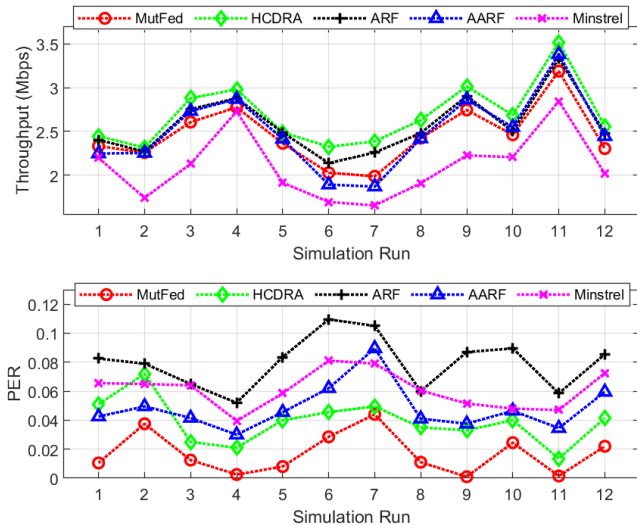 MutFed HCDRA ARF AARF Minstrel
3.5
3
2.5
2
Throughput (Mbps)
1 2 3 4 5 6 7 8 9 10 11 12
Simulation Run
MutFed HCDRA ARF AARF Minstrel
0.12
0.1
0.08
0.06
0.04
0.02
0
PER
1 2 3 4 5 6 7 8 9 10 11 12
Simulation Run